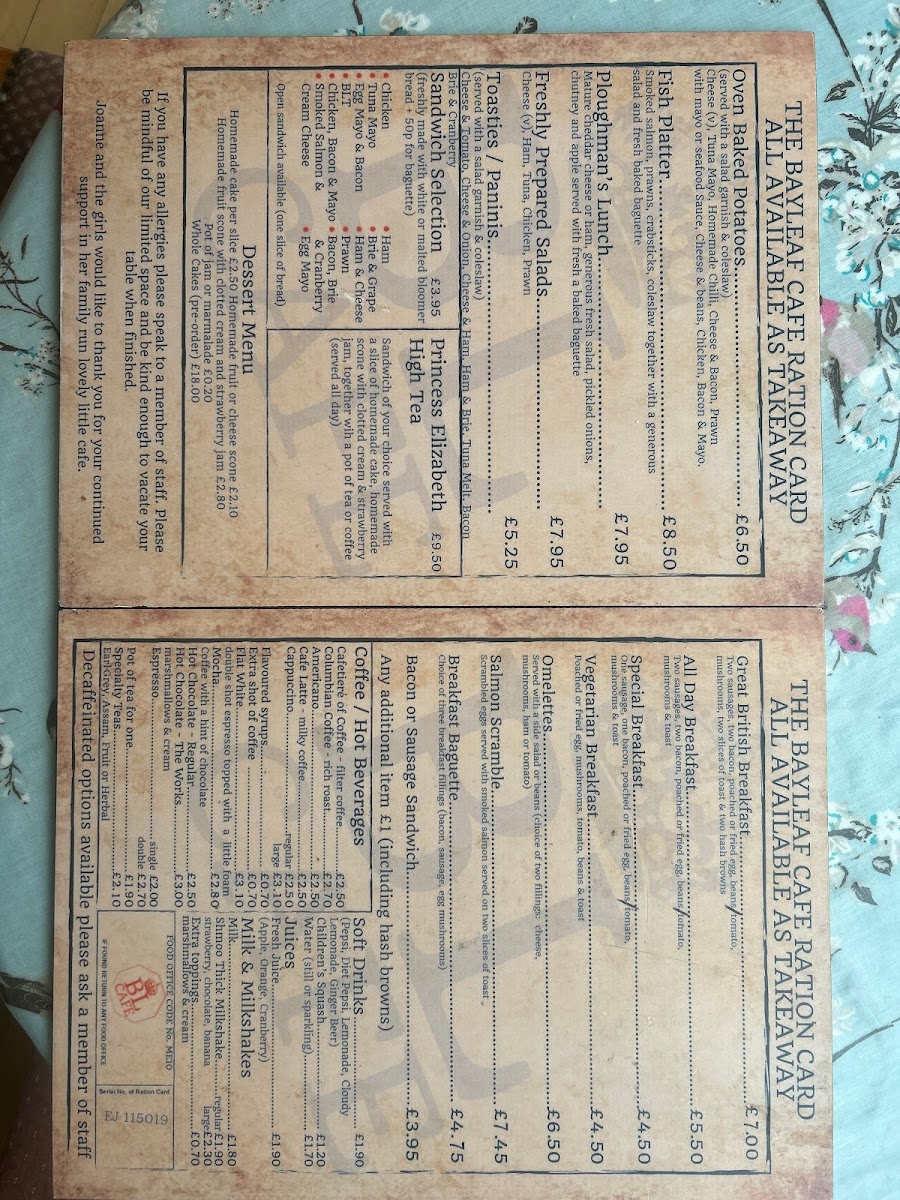 THE BAYLEAF CAFE RATION CARD
ALL AVAILABLE AS TAKEAWAY
Oven Baked Potatoes.................................. £6.50
(served with a salad garnish & coleslaw)
Cheese (v), Tuna Mayo, Homemade Chilli, Cheese & Bacon, Prawn
with mayo or seafood Sauce, Cheese & beans, Chicken, Bacon & Mayo.
Fish Platter.............................................. £8.50
Smoked salmon, prawns, crabsticks, coleslaw together with a generous
salad and fresh baked baguette
Ploughman's Lunch................................... £7.95
Mature cheddar cheese or ham, generous fresh salad, pickled onions,
chutney and apple served with fresh a baked baguette
Freshly Prepared Salads............................ £7.95
Cheese (v), Ham, Tuna, Chicken, Prawn
Toasties / Paninis..................................... £5.25
(served with a salad garnish & coleslaw)
Cheese & Tomato, Cheese & Onion, Cheese & Ham, Ham & Brie, Tuna Melt, Bacon
Brie & Cranberry
Sandwich Selection £3.95
(freshly made with white or malted bloomer
bread + 50p for baguette)
• Chicken
• Tuna Mayo
• Egg Mayo & Bacon
• BLT
• Chicken, Bacon & Mayo
• Smoked Salmon &
Cream Cheese
• Ham
• Brie & Grape
• Ham & Cheese
• Prawn
• Bacon, Brie
& Cranberry
• Egg Mayo
Open sandwich available (one slice of bread)
Princess Elizabeth
High Tea £9.50
Sandwich of your choice served with
a slice of homemade cake, homemade
scone with clotted cream & strawberry
jam, together wih a pot of tea or coffee
(served all day)
Dessert Menu
Homemade cake per slice £2.50 Homemade fruit or cheese scone £2.10
Homemade fruit scone with clotted cream and strawberry jam £2.80
Pot of jam or marmalade £0.20
Whole Cakes (pre-order) £18.00
If you have any allergies please speak to a member of staff. Please
be mindful of our limited space and be kind enough to vacate your
table when finished.
Joanne and the girls would like to thank you for your continued
support in her family run lovely little cafe.
THE BAYLEAF CAFE RATION CARD
ALL AVAILABLE AS TAKEAWAY
Great British Breakfast.............................. £7.00
Two sausages, two bacon, poached or fried egg, beans/tomato,
mushrooms, two slices of toast & two hash browns
All Day Breakfast...................................... £5.50
Two sausages, two bacon, poached or fried egg, beans/tomato,
mushrooms & toast
Special Breakfast...................................... £4.50
One sausage, one bacon, poached or fried egg, beans/tomato,
mushrooms & toast
Vegetarian Breakfast................................. £4.50
Poached or fried egg, mushrooms, tomato, beans & toast
Omelettes................................................ £6.50
served with a side salad or beans (choice of two fillings: cheese,
mushrooms, ham or tomato)
Salmon Scramble...................................... £7.45
Scrambled eggs served with smoked salmon served on two slices of toast
Breakfast Baguette.................................... £4.75
Choice of three breakfast fillings (bacon, sausage, egg mushrooms)
Bacon or Sausage Sandwich....................... £3.95
Any additional item £1 (including hash browns)
Coffee / Hot Beverages
Cafetiere of Coffee - filter coffee........£2.50
Columbian Coffee - rich roast.........£2.70
Americano...............................£2.50
Cafe Latte - milky coffee...............£2.50
Cappuccino.....................regular £2.50
large £3.10
Flavoured syrups.........................£0.70
Extra shot of coffee......................£0.70
Flat White..................................£3.10
double shot espresso topped with a little foam
Mocha.......................................£2.80
Coffee with a hint of chocolate
Hot Chocolate - Regular................£2.50
Hot Chocolate - The Works............£3.00
marshmallows & cream
Espresso.............................single £2.00
double £2.70
Pot of tea for one.........................£1.90
Specialty Teas.............................£2.10
Earl Grey, Assam, Fruit or Herbal
Soft Drinks..............................£1.90
(Pepsi, Diet Pepsi, Lemonade, Cloudy
Lemonade, Ginger Beer)
Children's Squash........................£1.20
Water (still or sparkling)................£1.70
Juices
Fresh Juice.................................£1.90
(Apple, Orange, Cranberry)
Milk & Milkshakes
Milk...........................................£1.80
Shmoo Thick Milkshake.......regular£1.90
strawberry, chocolate, banana large£2.30
Extra toppings.............................£0.70
marshmallows & cream
FOOD OFFICE CODE No. ME10
BL
CAFE
IF FOUND RETURN TO ANY FOOD OFFICE
Serial No. of Ration Card
EJ 115019
Decaffeinated options available please ask a member of staff